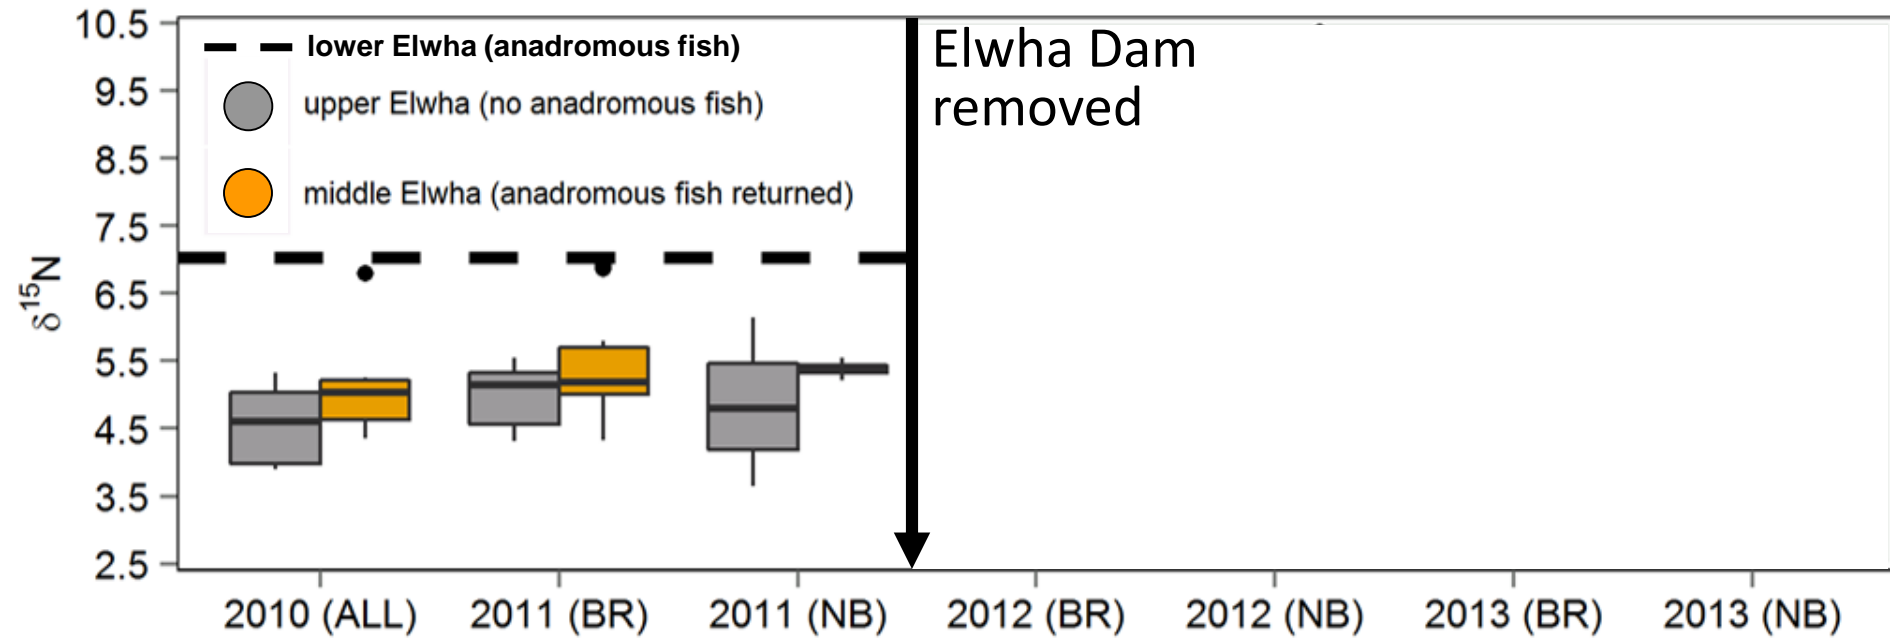 10.5
9.5
8.5
7.5
6.5
5.5
4.5
3.5
2.5
δ¹⁵N
lower Elwha (anadromous fish)
upper Elwha (no anadromous fish)
middle Elwha (anadromous fish returned)
Elwha Dam
removed
2010 (ALL) 2011 (BR) 2011 (NB) 2012 (BR) 2012 (NB) 2013 (BR) 2013 (NB)